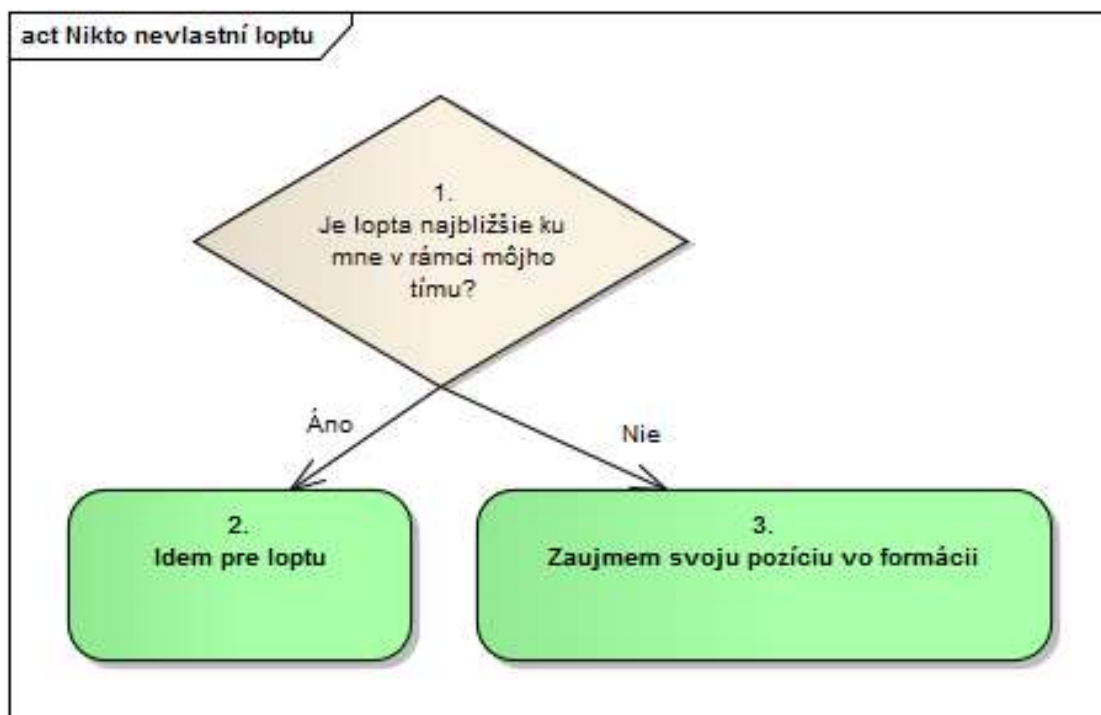 act Nikto nevlastní loptu
1.
Je lopta najbližšie ku
mne v rámci môjho
tímu?
Áno
Nie
2.
Idem pre loptu
3.
Zaujmem svoju pozíciu vo formácii